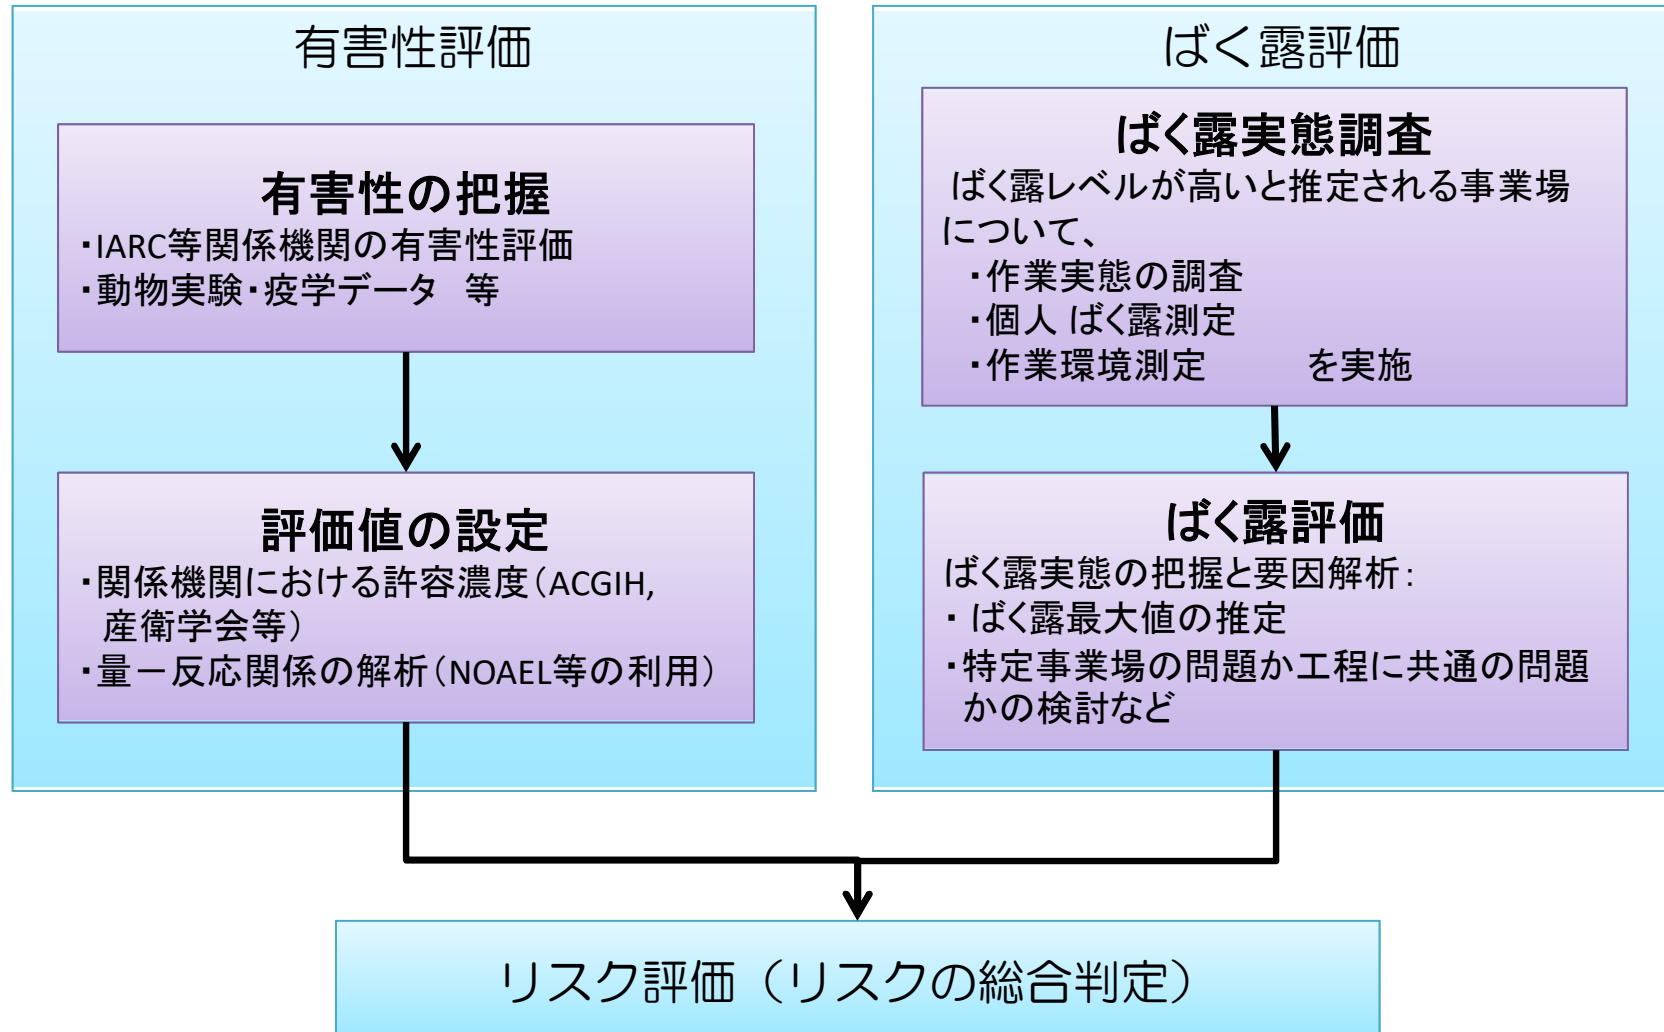 有害性評価
有害性の把握
・IARC等関係機関の有害性評価
・動物実験・疫学データ　等
評価値の設定
・関係機関における許容濃度（ACGIH,
産衛学会等）
・量－反応関係の解析（NOAEL等の利用）
ばく露評価
ばく露実態調査
ばく露レベルが高いと推定される事業場
について、
・作業実態の調査
・個人 ばく露測定
・作業環境測定　　　を実施
ばく露評価
ばく露実態の把握と要因解析：
・ ばく露最大値の推定
・特定事業場の問題か工程に共通の問題
かの検討など
リスク評価（リスクの総合判定）